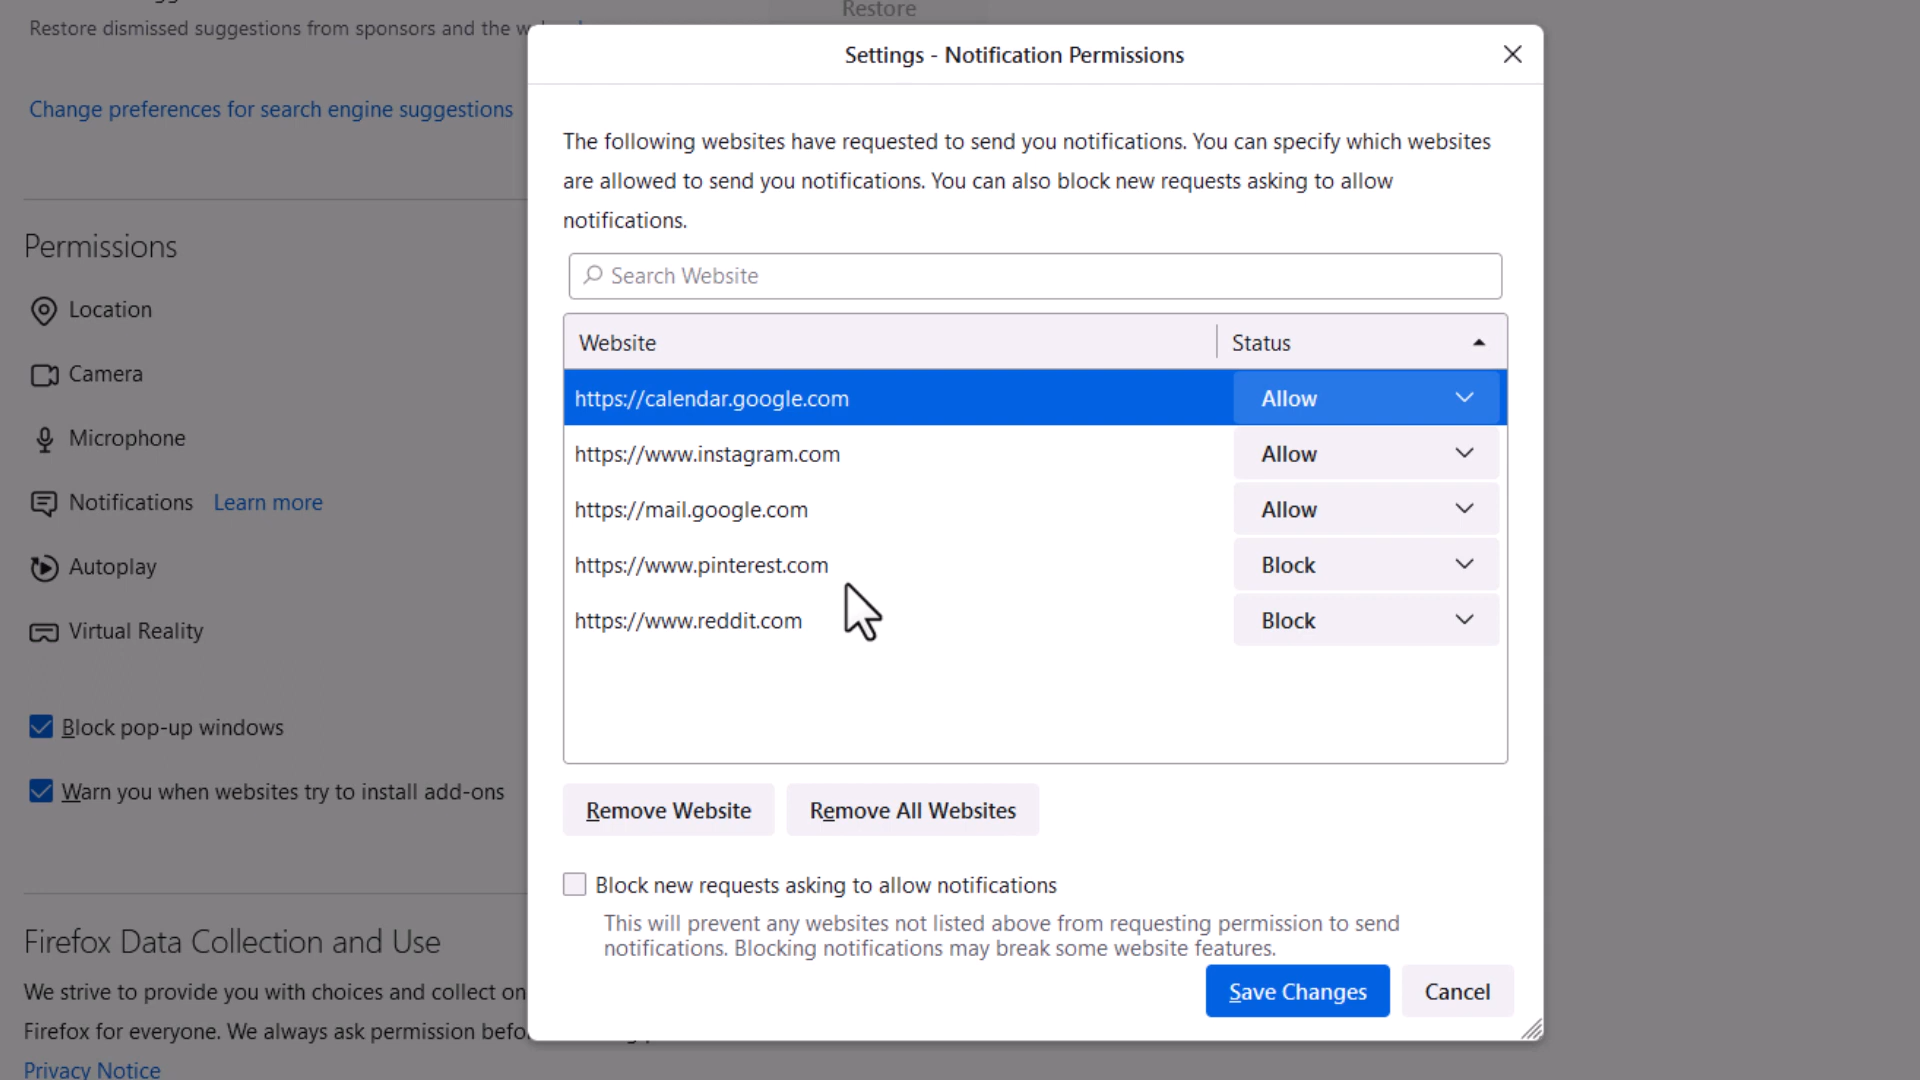 Restore
Restore dismissed suggestions from sponsors and the w
Change preferences for search engine suggestions
Permissions
Location
Camera
Microphone
Notifications Learn more
Autoplay
Virtual Reality
Block pop-up windows
Warn you when websites try to install add-ons
Firefox Data Collection and Use
We strive to provide you with choices and collect on
Firefox for everyone. We always ask permission befo
Privacy Notice
Settings - Notification Permissions
The following websites have requested to send you notifications. You can specify which websites
are allowed to send you notifications. You can also block new requests asking to allow
notifications.
Search Website
Website Status
https://calendar.google.com Allow
https://www.instagram.com Allow
https://mail.google.com Allow
https://www.pinterest.com Block
https://www.reddit.com Block
Remove Website Remove All Websites
Block new requests asking to allow notifications
This will prevent any websites not listed above from requesting permission to send
notifications. Blocking notifications may break some website features.
Save Changes Cancel